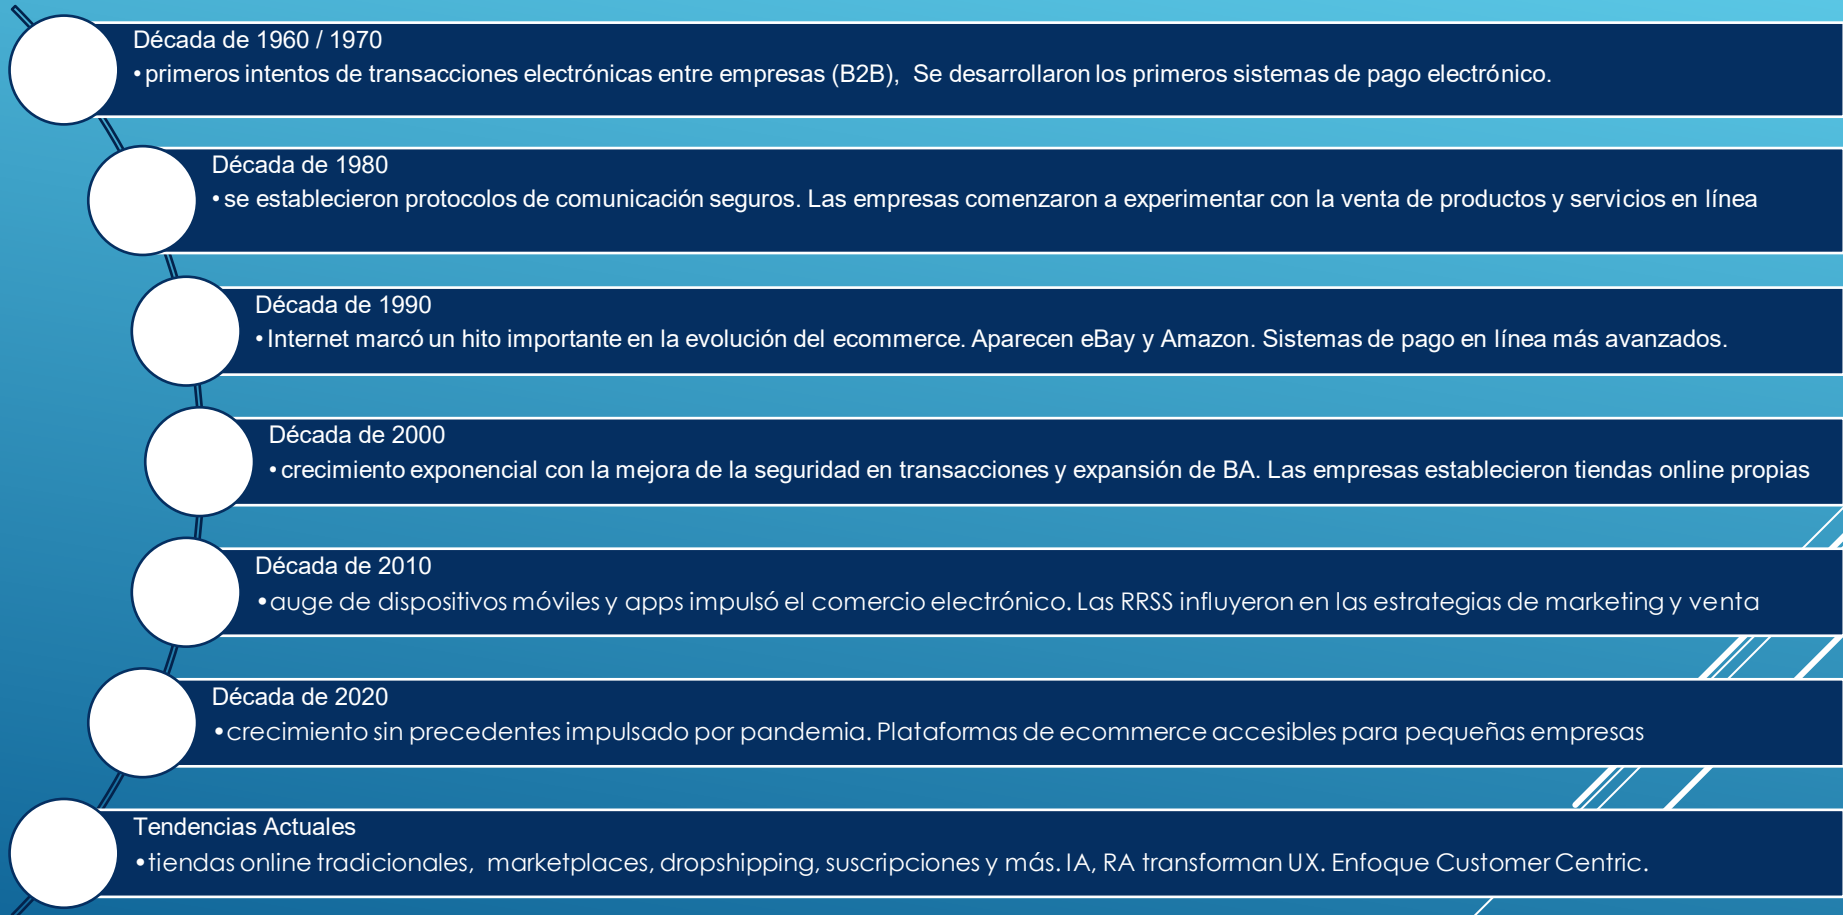 Década de 1960 / 1970
•primeros intentos de transacciones electrónicas entre empresas (B2B),  Se desarrollaron los primeros sistemas de pago electrónico.
Década de 1980
•se establecieron protocolos de comunicación seguros. Las empresas comenzaron a experimentar con la venta de productos y servicios en línea
Década de 1990
•Internet marcó un hito importante en la evolución del ecommerce. Aparecen eBay y Amazon. Sistemas de pago en línea más avanzados.
Década de 2000
•crecimiento exponencial con la mejora de la seguridad en transacciones y expansión de BA. Las empresas establecieron tiendas online propias
Década de 2010
•auge de dispositivos móviles y apps impulsó el comercio electrónico. Las RRSS influyeron en las estrategias de marketing y venta
Década de 2020
•crecimiento sin precedentes impulsado por pandemia. Plataformas de ecommerce accesibles para pequeñas empresas
Tendencias Actuales
•tiendas online tradicionales,  marketplaces, dropshipping, suscripciones y más. IA, RA transforman UX. Enfoque Customer Centric.